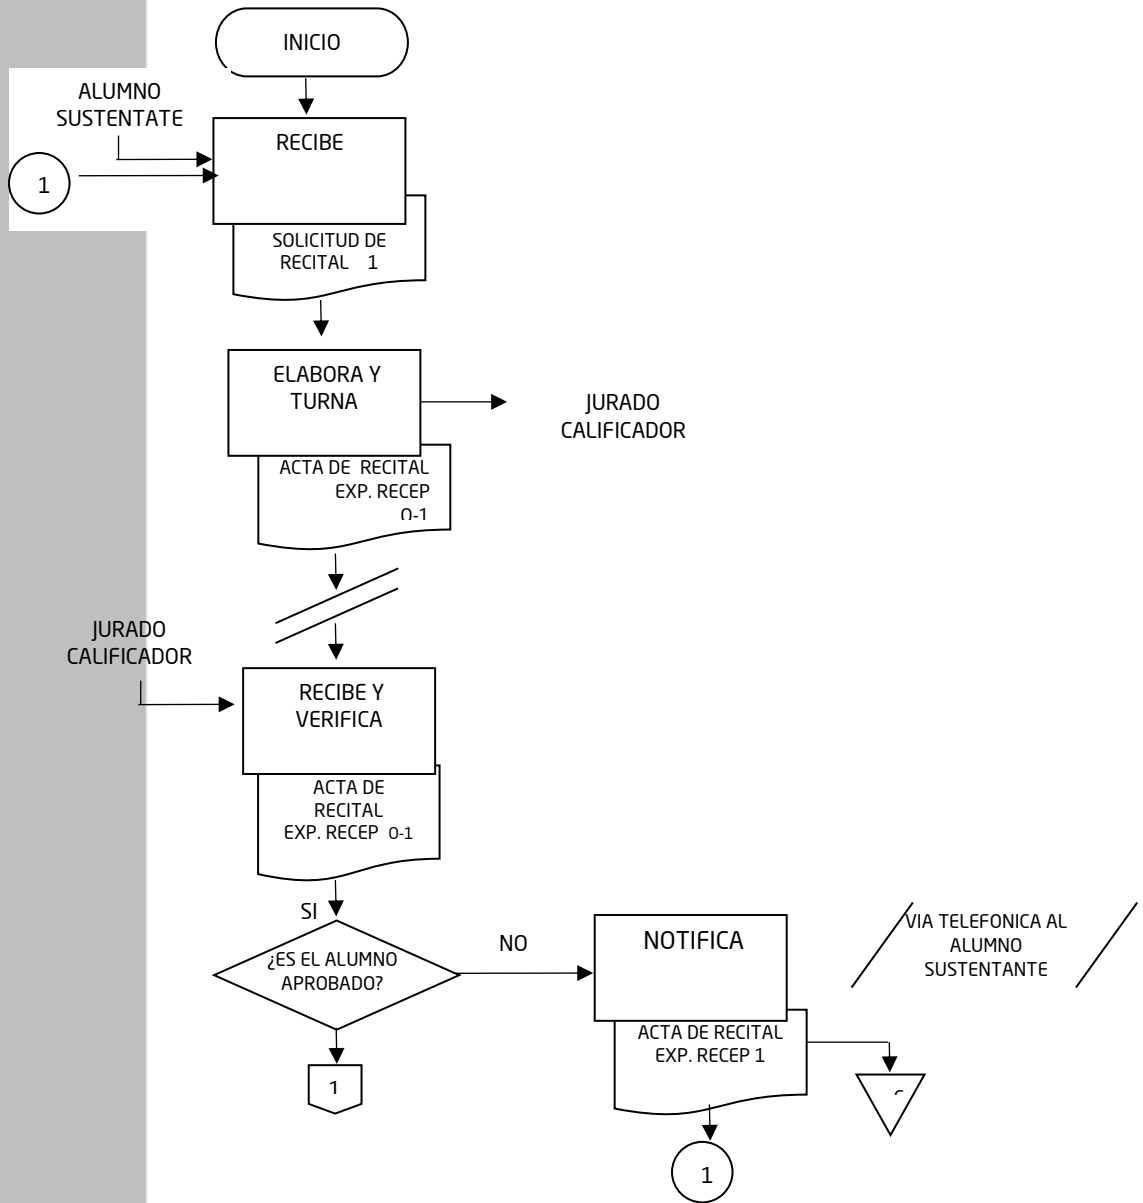 INICIO
ALUMNO
SUSTENTATE
1
RECIBE
SOLICITUD DE
RECITAL 1
ELABORA Y
TURNA
JURADO
CALIFICADOR
ACTA DE RECITAL
EXP. RECEP
0-1
JURADO
CALIFICADOR
RECIBE Y
VERIFICA
ACTA DE
RECITAL
EXP. RECEP 0-1
SI
¿ES EL ALUMNO
APROBADO?
NO
NOTIFICA
VIA TELEFONICA AL
ALUMNO
SUSTENTANTE
ACTA DE RECITAL
EXP. RECEP 1
1
1